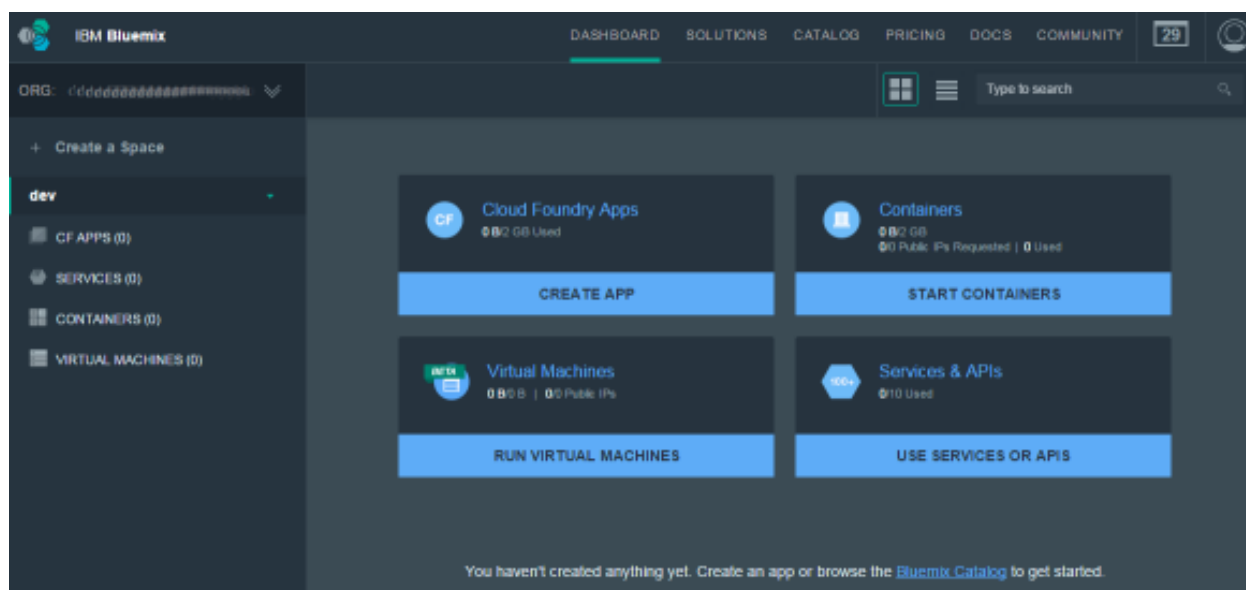 IBM Bluemix
DASHBOARD SOLUTIONS CATALOG PRICING DOCS COMMUNITY 29
ORG:
Type to search
+ Create a Space
dev
CF APPS (0)
SERVICES (0)
CONTAINERS (0)
VIRTUAL MACHINES (0)
CF
Cloud Foundry Apps
0 B/2 GB Used
CREATE APP
Containers
0 B/2 GB
0/0 Public IPs Requested | 0 Used
START CONTAINERS
BETA
Virtual Machines
0 B/0 B | 0/0 Public IPs
RUN VIRTUAL MACHINES
100+
Services & APIs
0/10 Used
USE SERVICES OR APIS
You haven't created anything yet. Create an app or browse the Bluemix Catalog to get started.